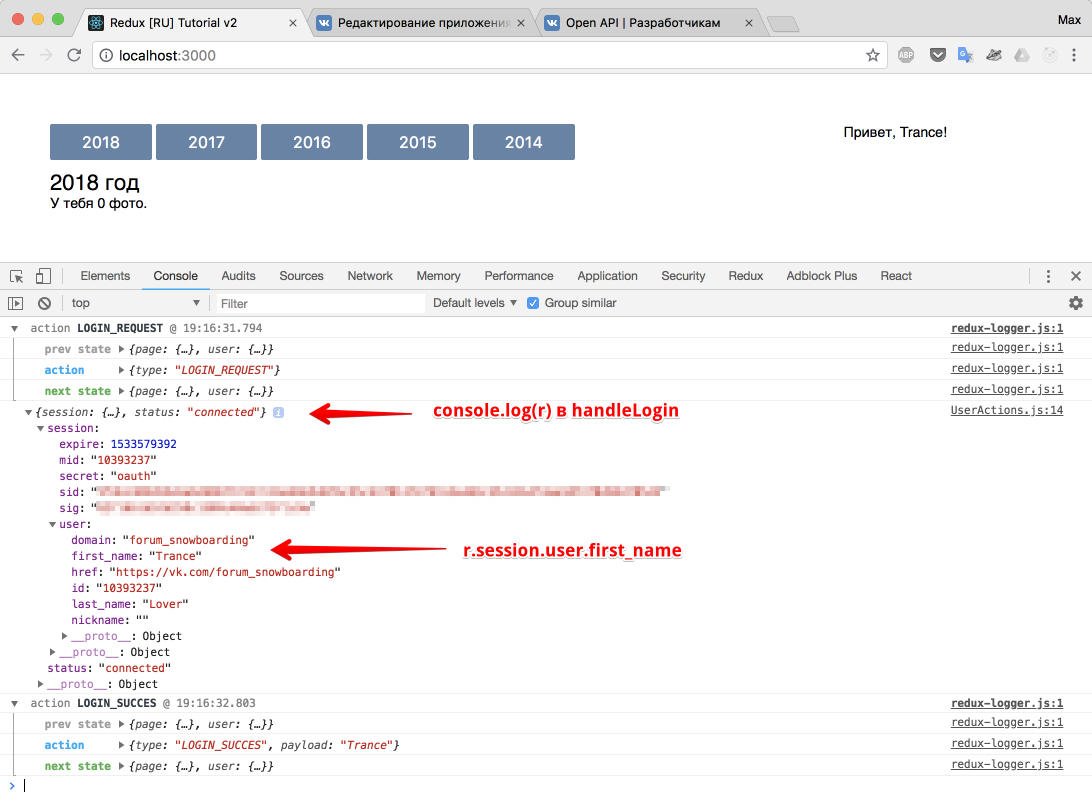 Redux [RU] Tutorial v2
Редактирование приложения
Open API | Разработчикам
Max
localhost:3000
ABP
2018 2017 2016 2015 2014
Привет, Trance!
2018 год
У тебя 0 фото.
Elements Console Audits Sources Network Memory Performance Application Security Redux Adblock Plus React
top Filter Default levels Group similar
action LOGIN_REQUEST @ 19:16:31.794 redux-logger.js:1
prev state {page: {…}, user: {…}} redux-logger.js:1
action {type: "LOGIN_REQUEST"} redux-logger.js:1
next state {page: {…}, user: {…}} redux-logger.js:1
{session: {…}, status: "connected"} i console.log(r) в handleLogin UserActions.js:14
session:
expire: 1533579392
mid: "10393237"
secret: "oauth"
sid: "
sig: "
user:
domain: "forum_snowboarding"
first_name: "Trance" r.session.user.first_name
href: "https://vk.com/forum_snowboarding"
id: "10393237"
last_name: "Lover"
nickname: ""
__proto__: Object
__proto__: Object
status: "connected"
__proto__: Object
action LOGIN_SUCCES @ 19:16:32.803 redux-logger.js:1
prev state {page: {…}, user: {…}} redux-logger.js:1
action {type: "LOGIN_SUCCES", payload: "Trance"} redux-logger.js:1
next state {page: {…}, user: {…}} redux-logger.js:1